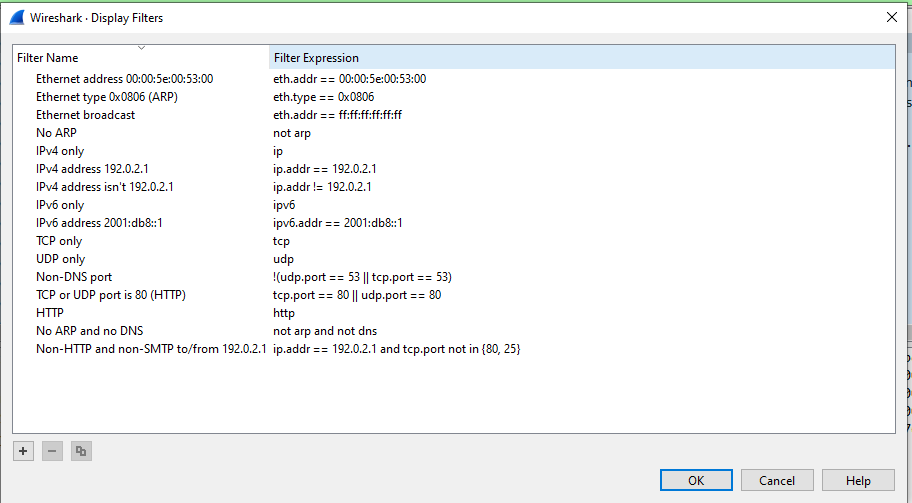 Wireshark · Display Filters
Filter Name Filter Expression
Ethernet address 00:00:5e:00:53:00 eth.addr == 00:00:5e:00:53:00
Ethernet type 0x0806 (ARP) eth.type == 0x0806
Ethernet broadcast eth.addr == ff:ff:ff:ff:ff:ff
No ARP not arp
IPv4 only ip
IPv4 address 192.0.2.1 ip.addr == 192.0.2.1
IPv4 address isn't 192.0.2.1 ip.addr != 192.0.2.1
IPv6 only ipv6
IPv6 address 2001:db8::1 ipv6.addr == 2001:db8::1
TCP only tcp
UDP only udp
Non-DNS port !(udp.port == 53 || tcp.port == 53)
TCP or UDP port is 80 (HTTP) tcp.port == 80 || udp.port == 80
HTTP http
No ARP and no DNS not arp and not dns
Non-HTTP and non-SMTP to/from 192.0.2.1 ip.addr == 192.0.2.1 and tcp.port not in {80, 25}
OK Cancel Help